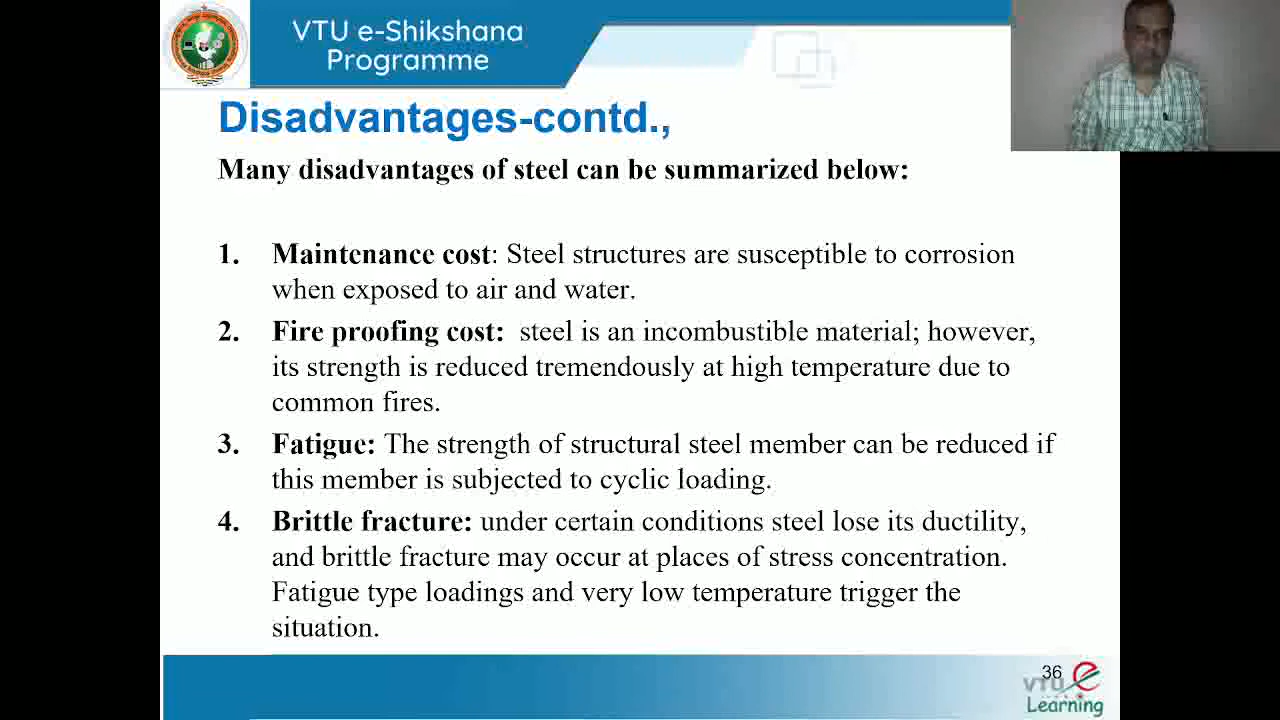 VTU e-Shikshana
Programme
Disadvantages-contd.,
Many disadvantages of steel can be summarized below:
1. Maintenance cost: Steel structures are susceptible to corrosion
when exposed to air and water.
2. Fire proofing cost: steel is an incombustible material; however,
its strength is reduced tremendously at high temperature due to
common fires.
3. Fatigue: The strength of structural steel member can be reduced if
this member is subjected to cyclic loading.
4. Brittle fracture: under certain conditions steel lose its ductility,
and brittle fracture may occur at places of stress concentration.
Fatigue type loadings and very low temperature trigger the
situation.
36
VTU e
Learning